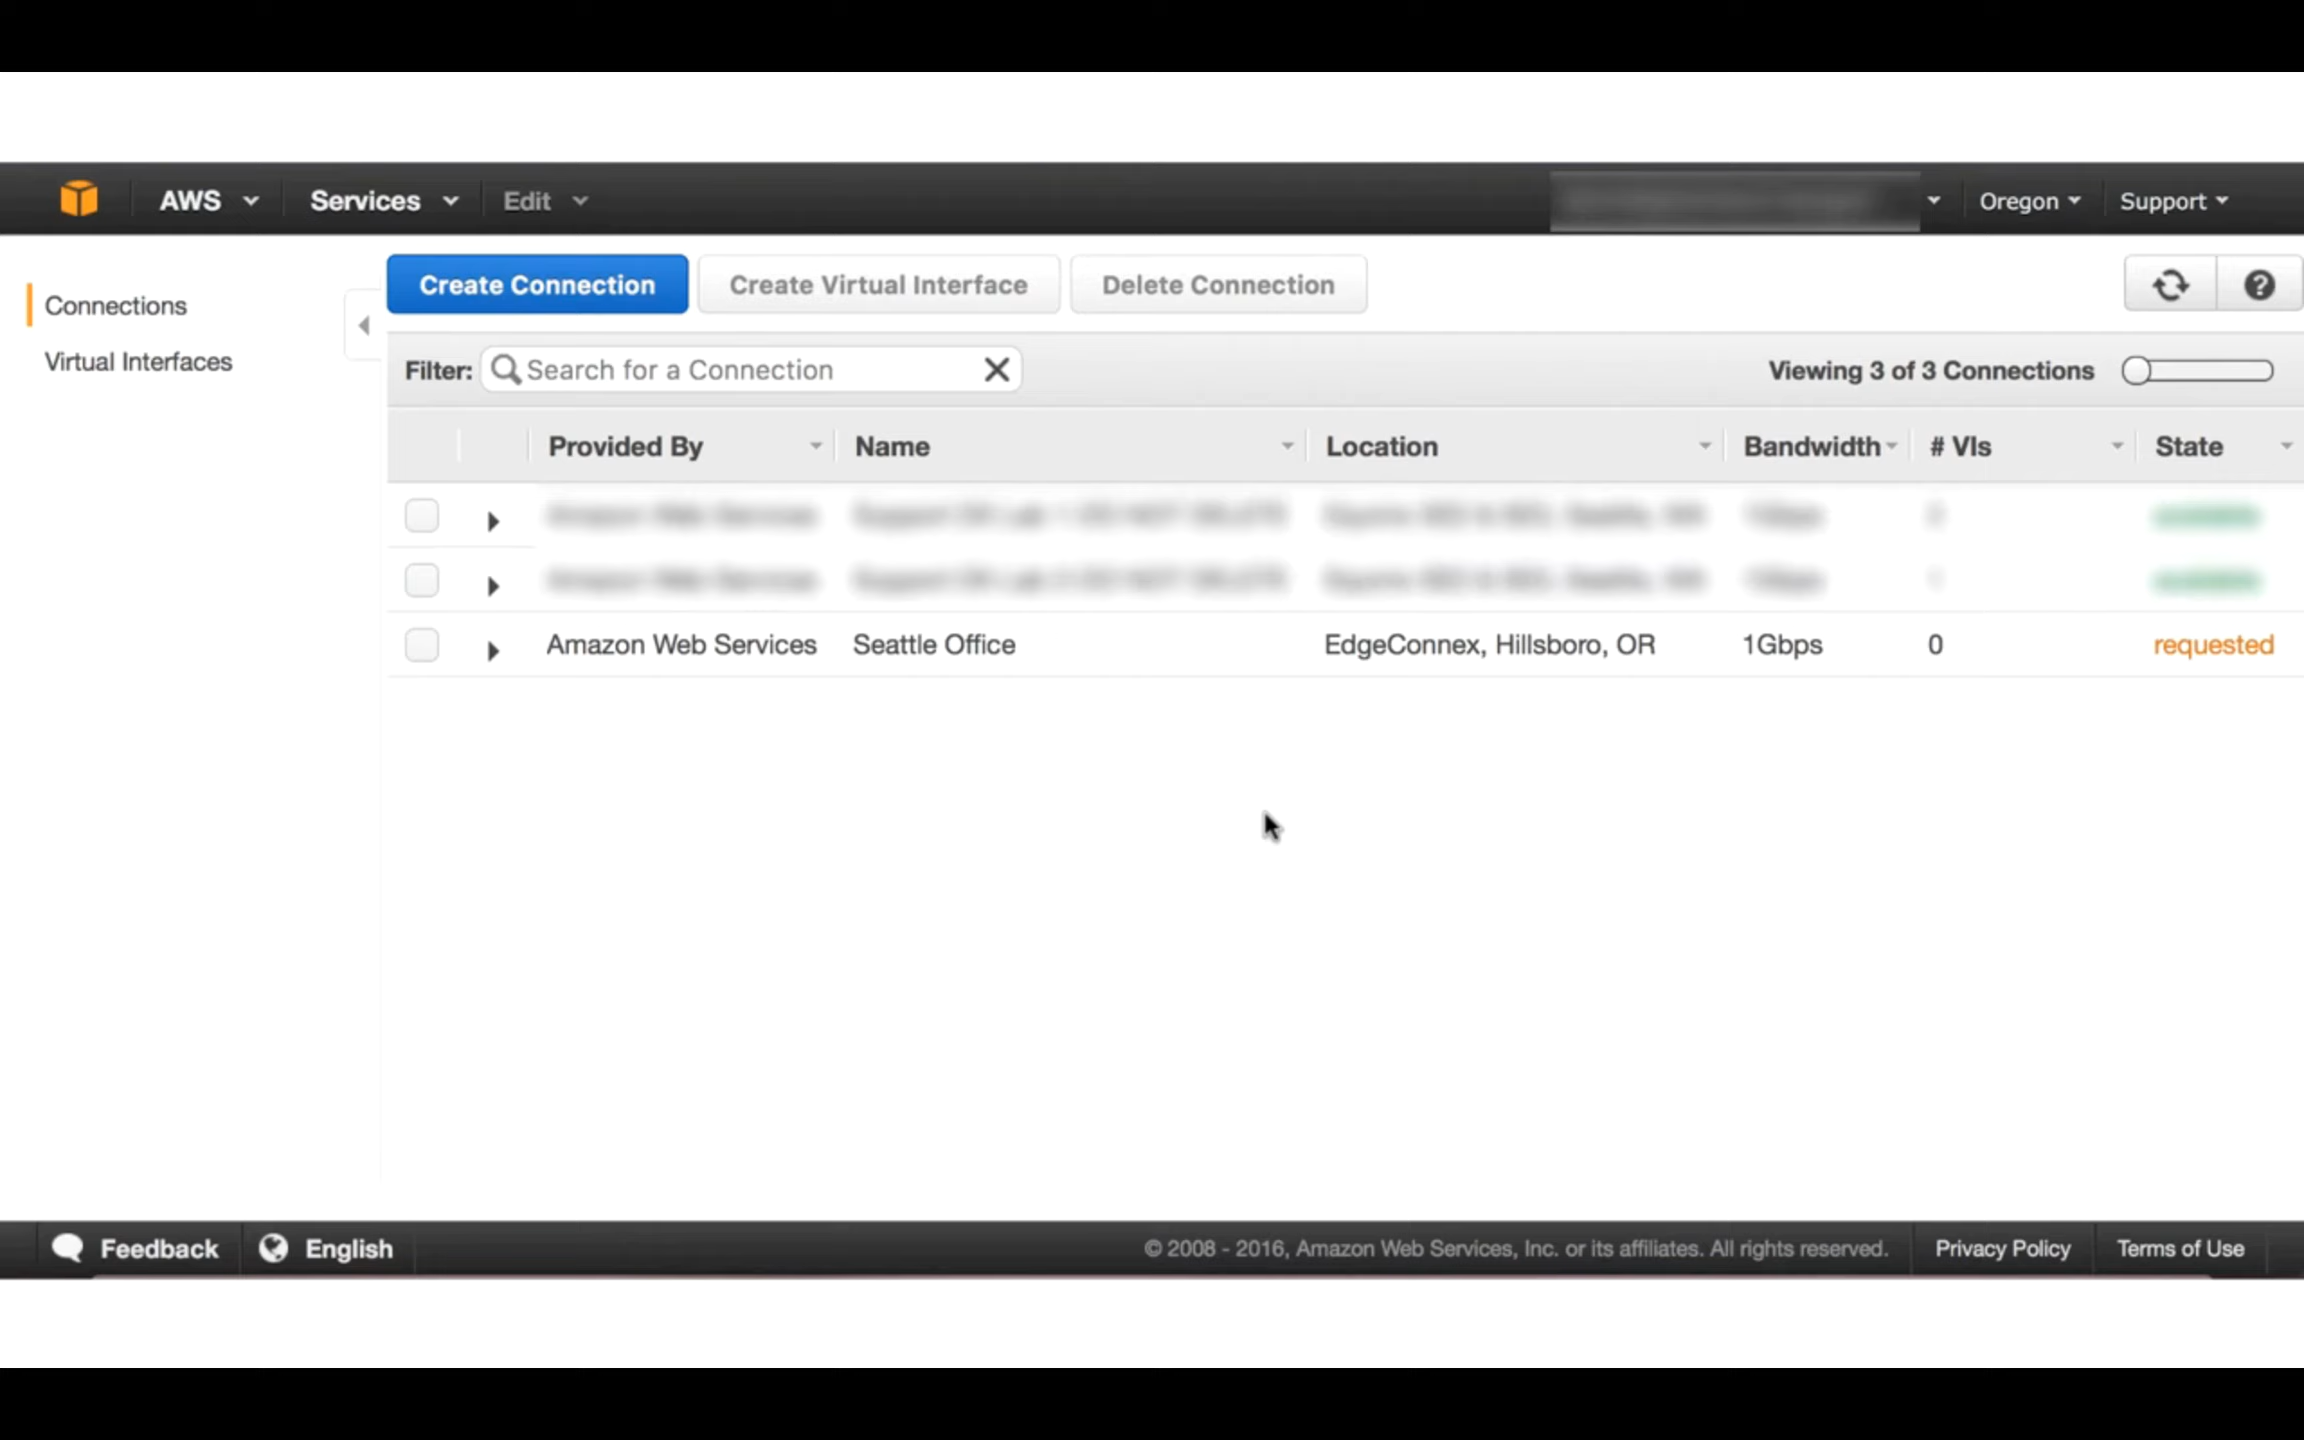 AWS Services Edit Oregon Support
Connections
Virtual Interfaces
Create Connection Create Virtual Interface Delete Connection
Filter: Search for a Connection Viewing 3 of 3 Connections
Provided By Name Location Bandwidth # VIs State
Amazon Web Services Seattle Office EdgeConnex, Hillsboro, OR 1Gbps 0 requested
Feedback English © 2008 - 2016, Amazon Web Services, Inc. or its affiliates. All rights reserved. Privacy Policy Terms of Use